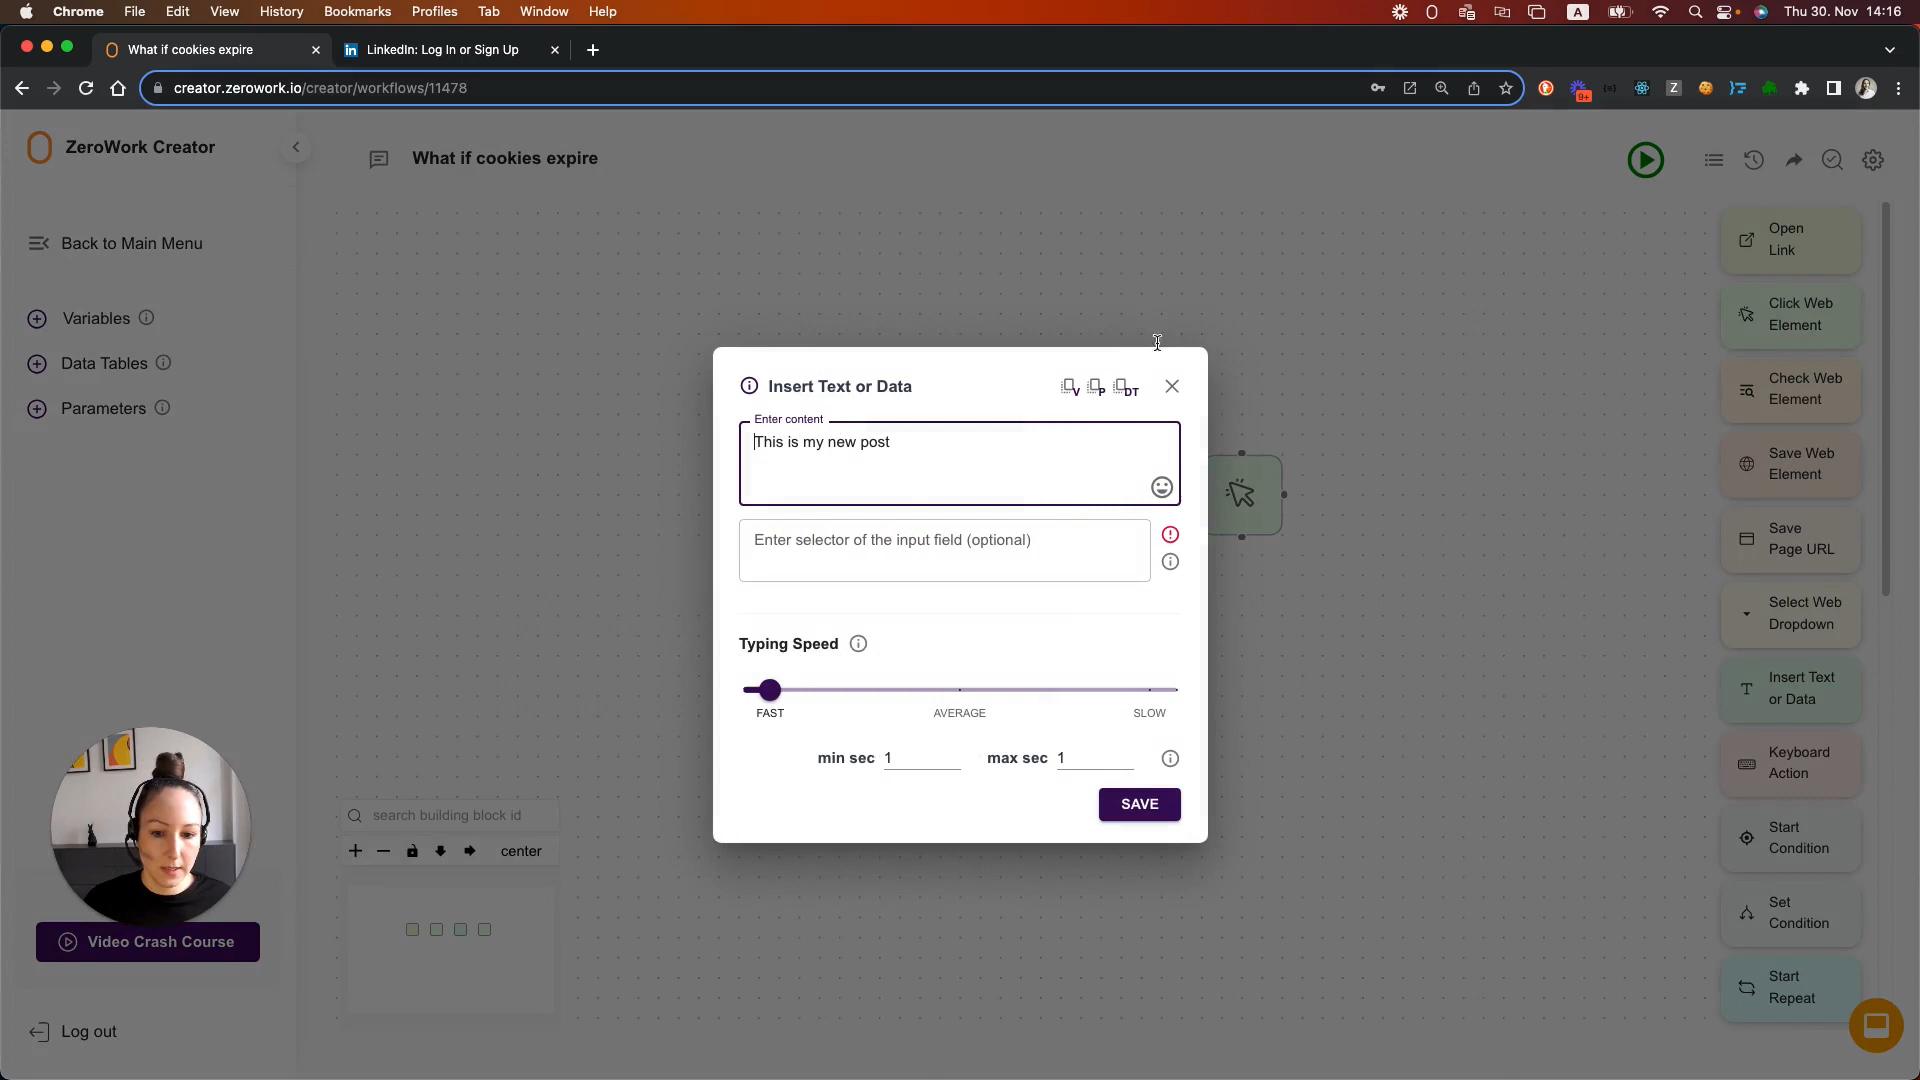 Chrome File Edit View History Bookmarks Profiles Tab Window Help
A
Thu 30. Nov 14:16
What if cookies expire
in LinkedIn: Log In or Sign Up
creator.zerowork.io/creator/workflows/11478
9+
Z
ZeroWork Creator
What if cookies expire
Back to Main Menu
Variables
Data Tables
Parameters
Insert Text or Data
V P DT
Enter content
This is my new post
Enter selector of the input field (optional)
Typing Speed
FAST AVERAGE SLOW
min sec 1 max sec 1
SAVE
Open
Link
Click Web
Element
Check Web
Element
Save Web
Element
Save
Page URL
Select Web
Dropdown
Insert Text
or Data
Keyboard
Action
Start
Condition
Set
Condition
Start
Repeat
search building block id
center
Video Crash Course
Log out